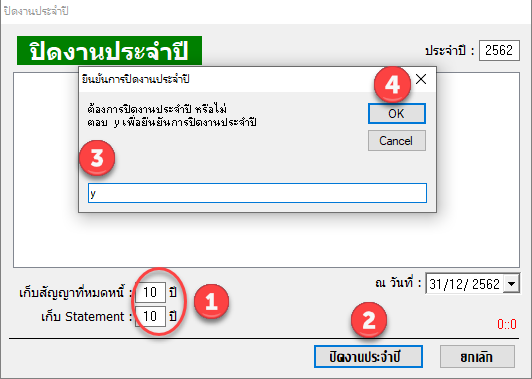 ปิดงานประจำปี
ปิดงานประจำปี
ประจำปี : 2562
ยืนยันการปิดงานประจำปี
4
ต้องการปิดงานประจำปี หรือไม่
ตอบ y เพื่อยืนยันการปิดงานประจำปี
OK
Cancel
3
y
เก็บสัญญาที่หมดหนี้ : 10 ปี
เก็บ Statement : 10 ปี
1
ณ วันที่ : 31/12/2562
2
0::0
ปิดงานประจำปี
ยกเลิก